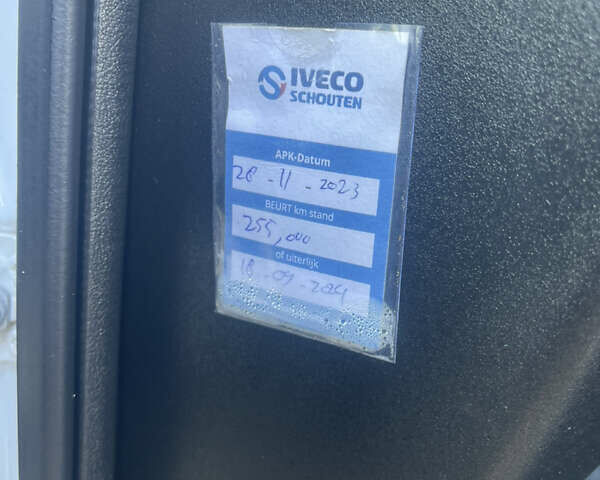 IVECO
SCHOUTEN
APK-Datum
28-11-2023
BEURT km stand
255,000
of uiterlijk
18-09-2024